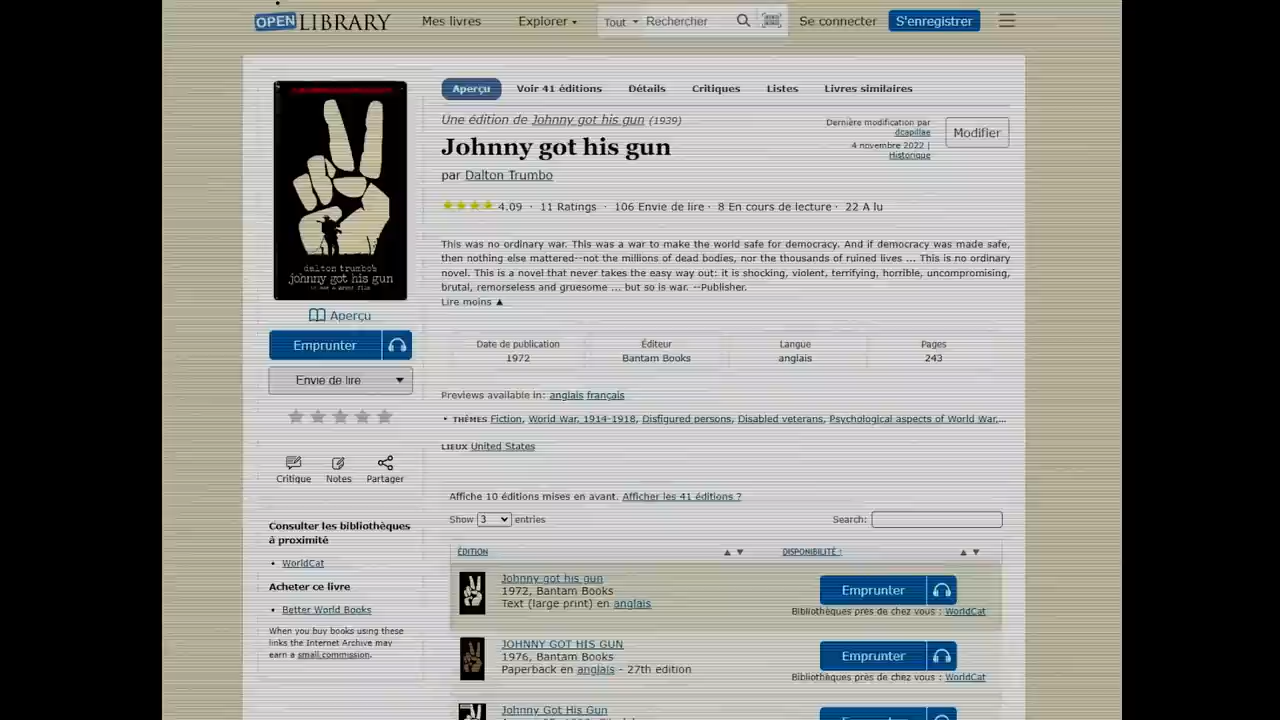 OPEN LIBRARY
Mes livres
Explorer
Tout
Rechercher
Se connecter
S'enregistrer
dalton trumbo's
johnny got his gun
Aperçu
Emprunter
Envie de lire
Critique
Notes
Partager
Consulter les bibliothèques
à proximité
WorldCat
Acheter ce livre
Better World Books
When you buy books using these
links the Internet Archive may
earn a small commission.
Aperçu
Voir 41 éditions
Détails
Critiques
Listes
Livres similaires
Une édition de Johnny got his gun (1939)
Dernière modification par
dcapillae
4 novembre 2022 |
Historique
Modifier
Johnny got his gun
par Dalton Trumbo
4.09 · 11 Ratings · 106 Envie de lire · 8 En cours de lecture · 22 A lu
This was no ordinary war. This was a war to make the world safe for democracy. And if democracy was made safe,
then nothing else mattered--not the millions of dead bodies, nor the thousands of ruined lives ... This is no ordinary
novel. This is a novel that never takes the easy way out: it is shocking, violent, terrifying, horrible, uncompromising,
brutal, remorseless and gruesome ... but so is war. --Publisher.
Lire moins ▲
Date de publication
1972
Éditeur
Bantam Books
Langue
anglais
Pages
243
Previews available in: anglais français
THÈMES Fiction, World War, 1914-1918, Disfigured persons, Disabled veterans, Psychological aspects of World War,...
LIEUX United States
Affiche 10 éditions mises en avant. Afficher les 41 éditions ?
Show 3 entries
Search:
ÉDITION
DISPONIBILITÉ :
Johnny got his gun
1972, Bantam Books
Text (large print) en anglais
Emprunter
Bibliothèques près de chez vous : WorldCat
JOHNNY GOT HIS GUN
1976, Bantam Books
Paperback en anglais - 27th edition
Emprunter
Bibliothèques près de chez vous : WorldCat
Johnny Got His Gun